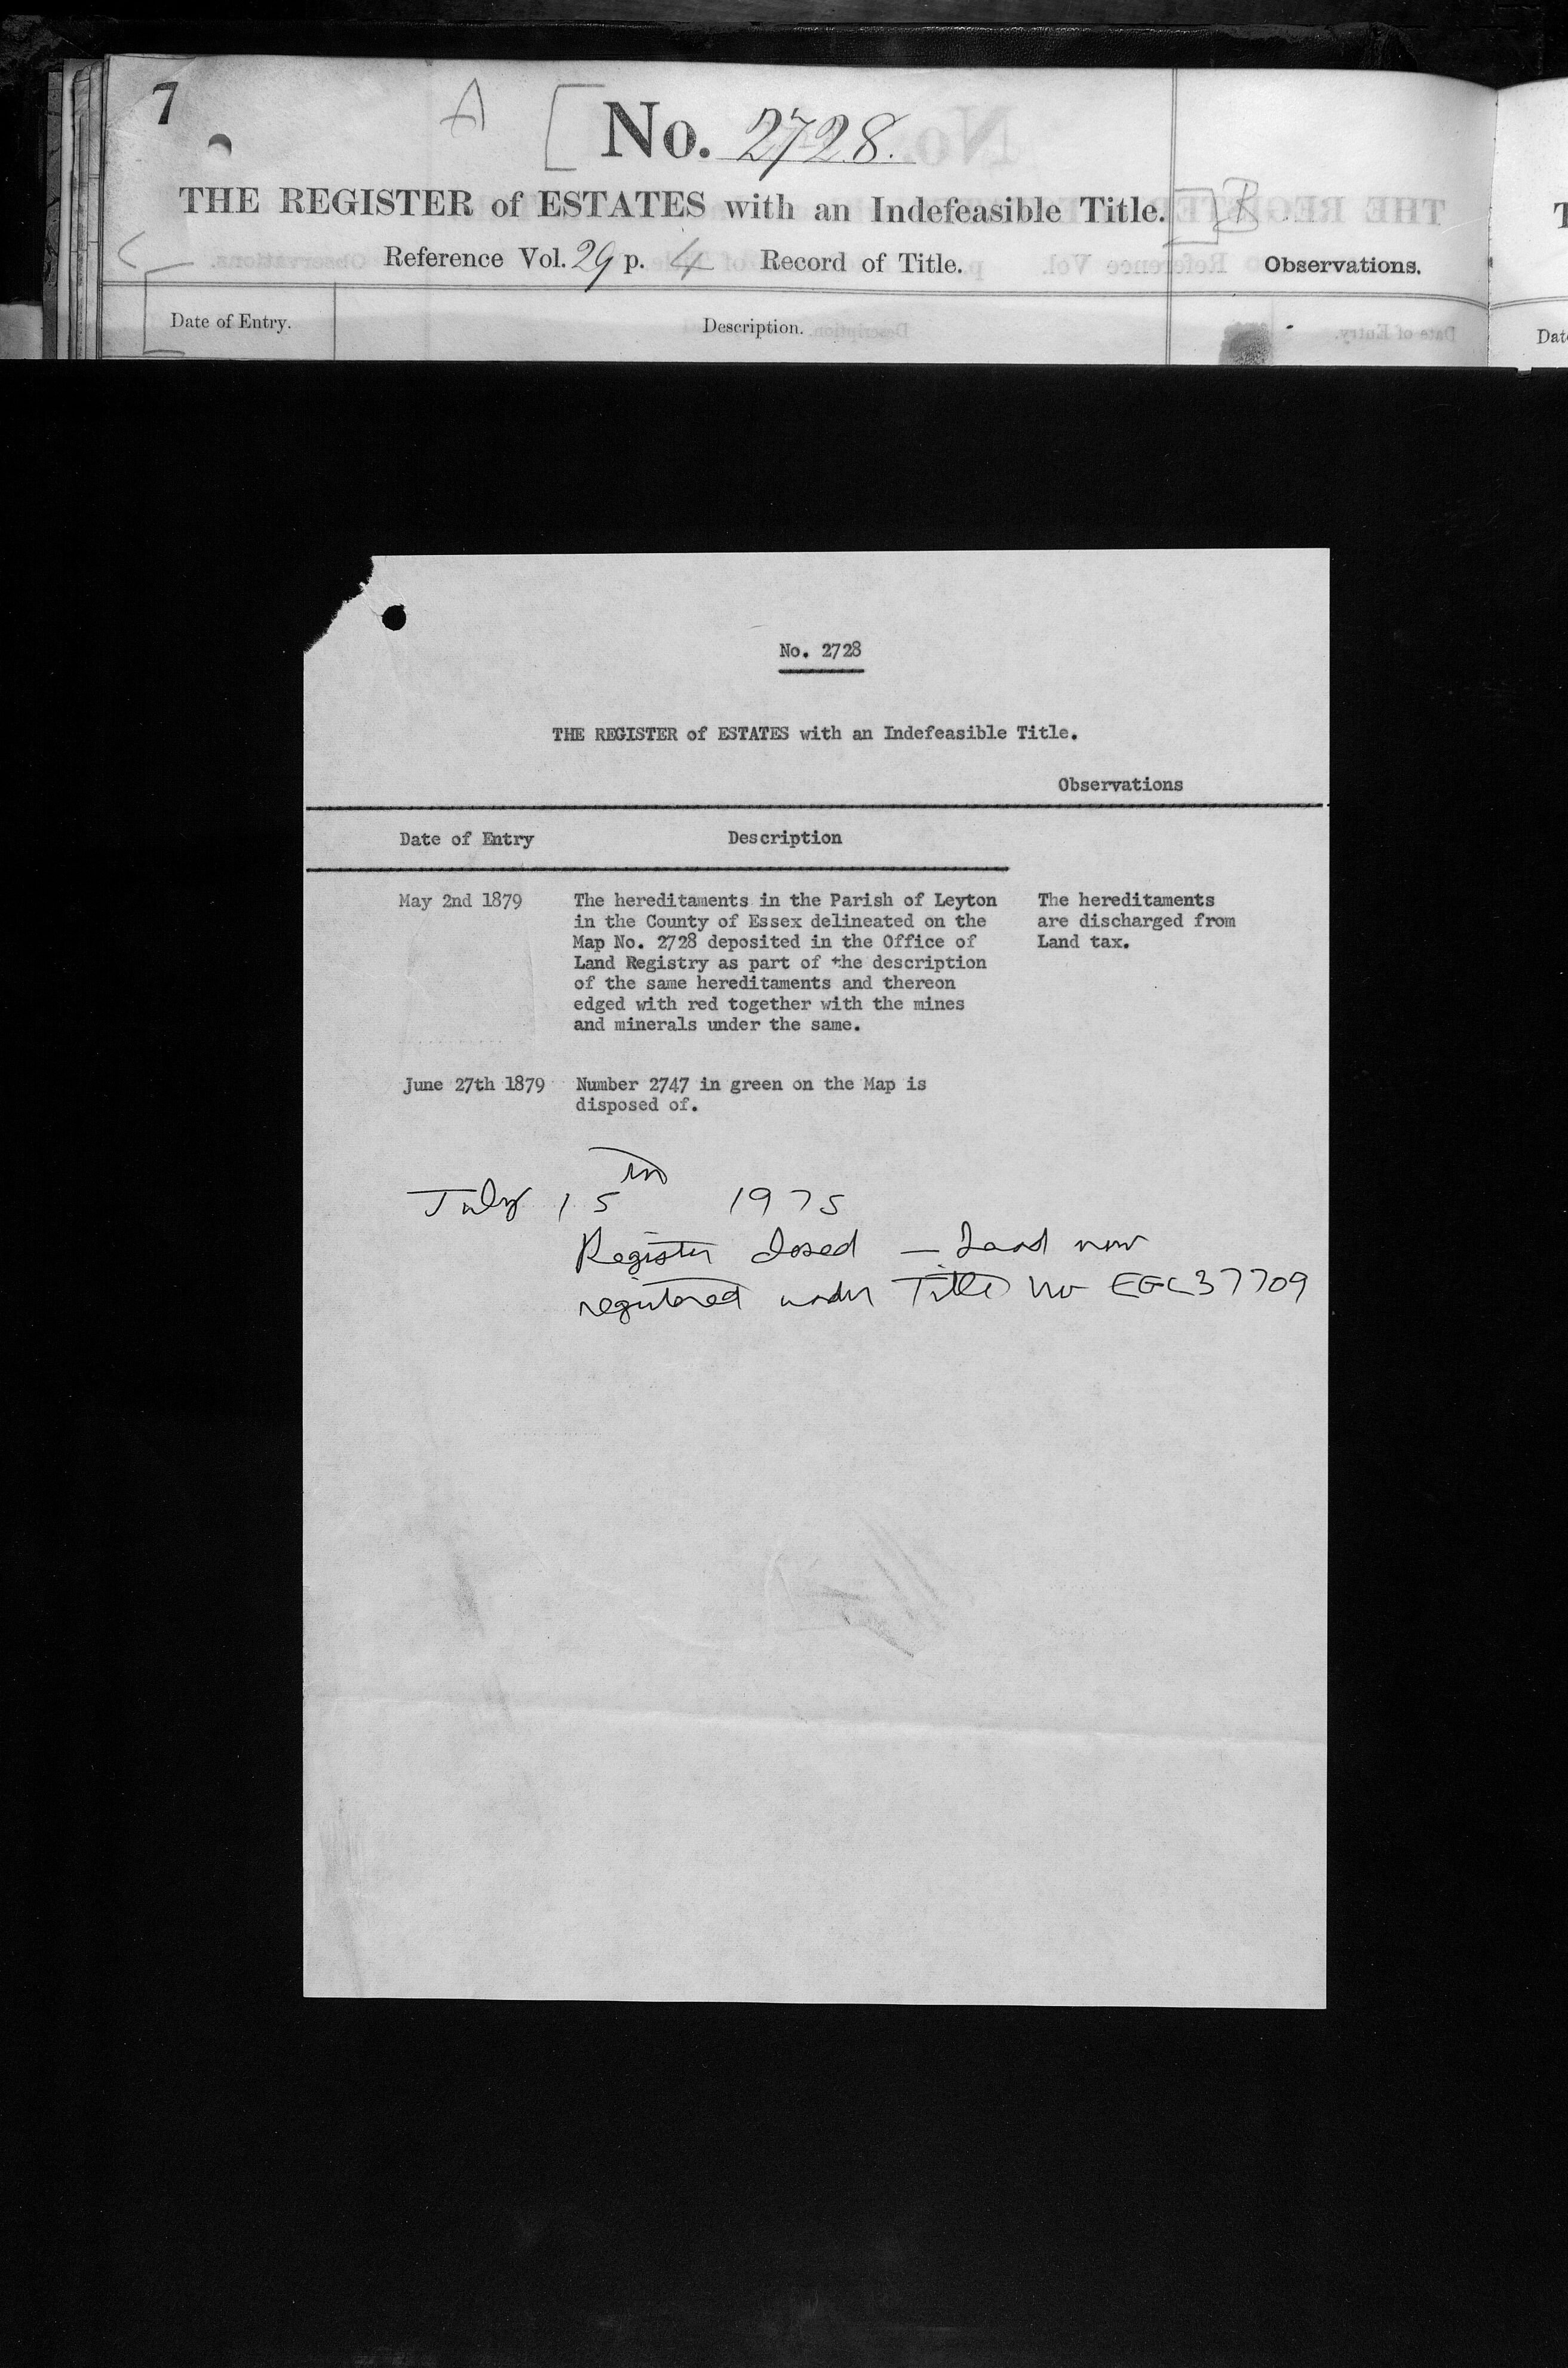 7
A
No. 2728.
THE REGISTER of ESTATES with an Indefeasible Title.
B
C
Reference Vol. 29 p. 4 Record of Title.
Observations.
Date of Entry.
Description.
No. 2728
THE REGISTER of ESTATES with an Indefeasible Title.
Observations
Date of Entry
Description
May 2nd 1879
The hereditaments in the Parish of Leyton
in the County of Essex delineated on the
Map No. 2728 deposited in the Office of
Land Registry as part of the description
of the same hereditaments and thereon
edged with red together with the mines
and minerals under the same.
The hereditaments
are discharged from
Land tax.
June 27th 1879
Number 2747 in green on the Map is
disposed of.
July 15th 1975
Register closed — Land now
registered under Title no EGL37709